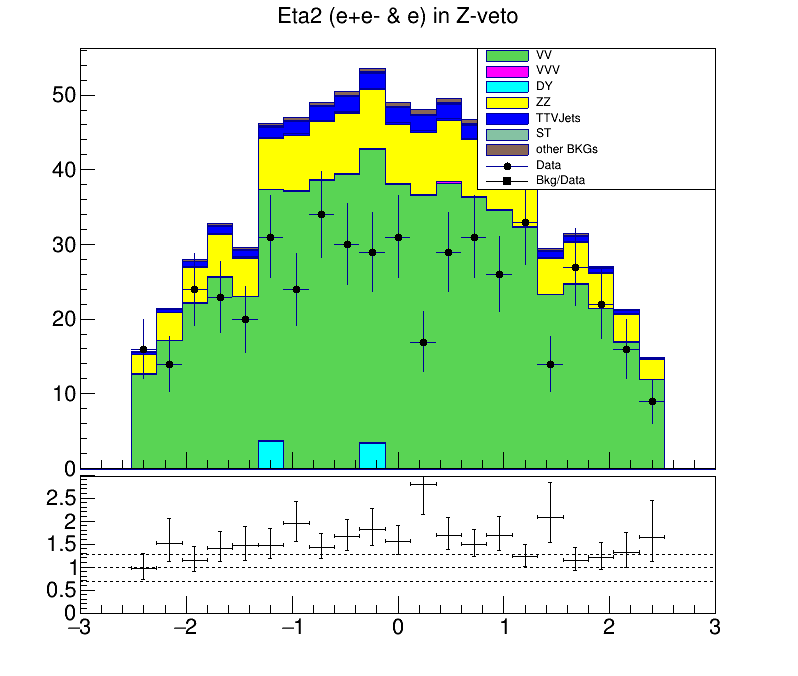 Eta2 (e+e- & e) in Z-veto
50
40
30
20
10
0
VV
VVV
DY
ZZ
TTVJets
ST
other BKGs
Data
Bkg/Data
2.5
2
1.5
1
0.5
0
−3 −2 −1 0 1 2 3